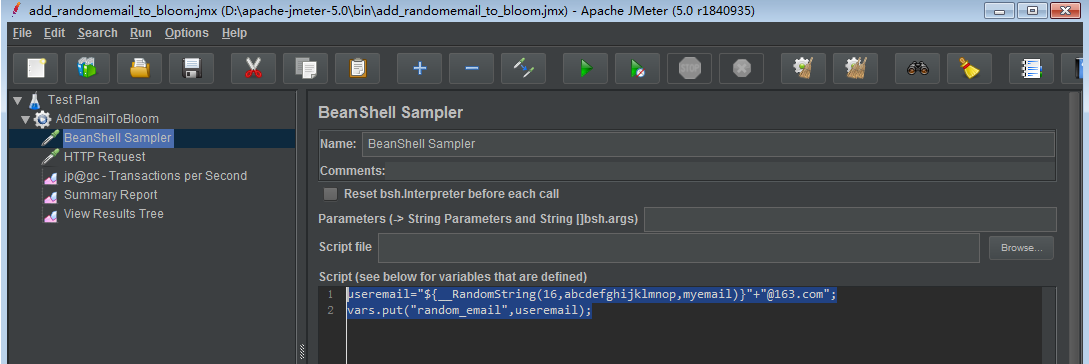 add_randomemail_to_bloom.jmx (D:\apache-jmeter-5.0\bin\add_randomemail_to_bloom.jmx) - Apache JMeter (5.0 r1840935)
File Edit Search Run Options Help
STOP
Test Plan
AddEmailToBloom
BeanShell Sampler
HTTP Request
jp@gc - Transactions per Second
Summary Report
View Results Tree
BeanShell Sampler
Name: BeanShell Sampler
Comments:
Reset bsh.Interpreter before each call
Parameters (-> String Parameters and String []bsh.args)
Script file Browse...
Script (see below for variables that are defined)
1 useremail="${__RandomString(16,abcdefghijklmnop,myemail)}"+"@163.com";
2 vars.put("random_email",useremail);